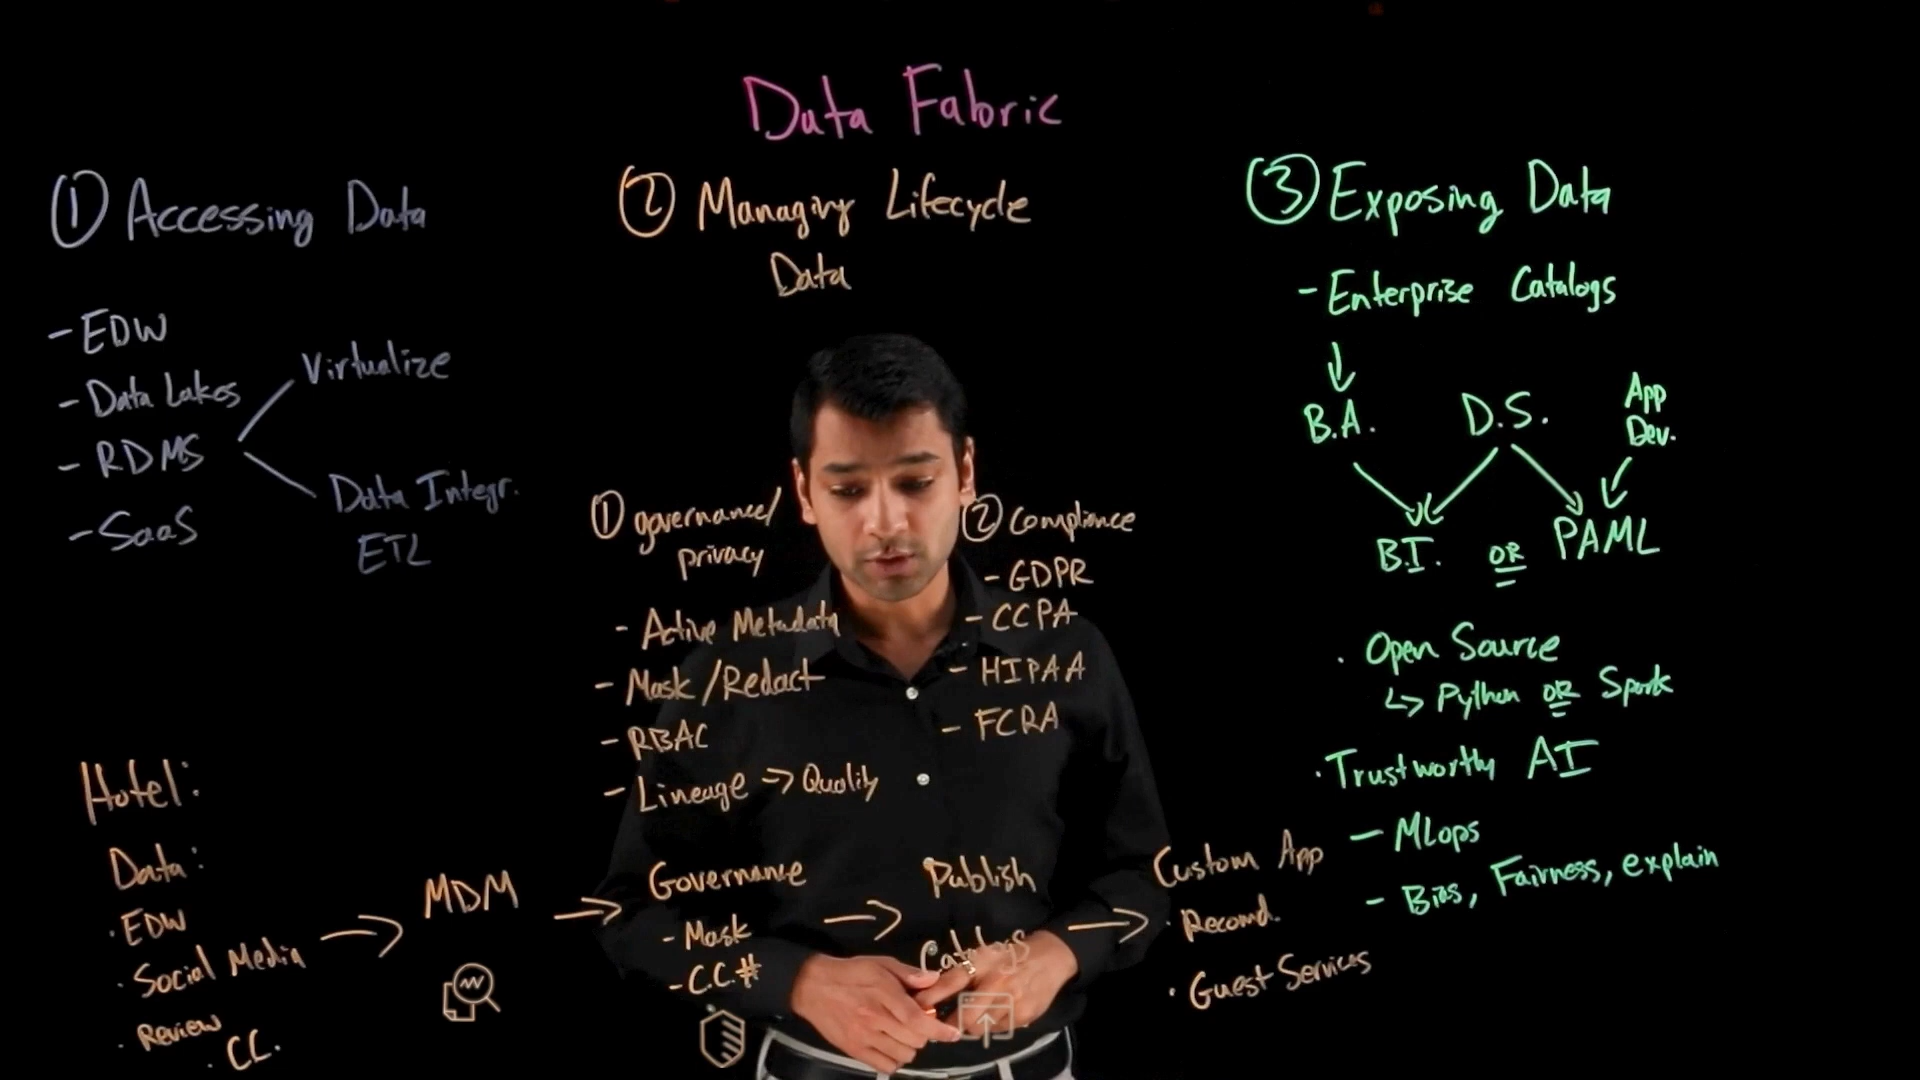 Data Fabric
① Accessing Data
- EDW
- Data Lakes
- RDMS
- SaaS
Virtualize
Data Integr.
ETL
② Managing Lifecycle
Data
① governance/
privacy
- Active Metadata
- Mask/Redact
- RBAC
- Lineage -> Quality
② Compliance
- GDPR
- CCPA
- HIPAA
- FCRA
③ Exposing Data
- Enterprise Catalogs
B.A.
D.S.
App
Dev.
B.I. OR PAML
· Open Source
↳ Python OR Spark
· Trustworthy AI
- MLops
- Bias, Fairness, explain
Hotel:
Data:
· EDW
· Social Media
· Review
· CC.
MDM
Governance
- Mask
- C.C.#
Publish
Catalogs
Custom App
· Recomd.
· Guest Services